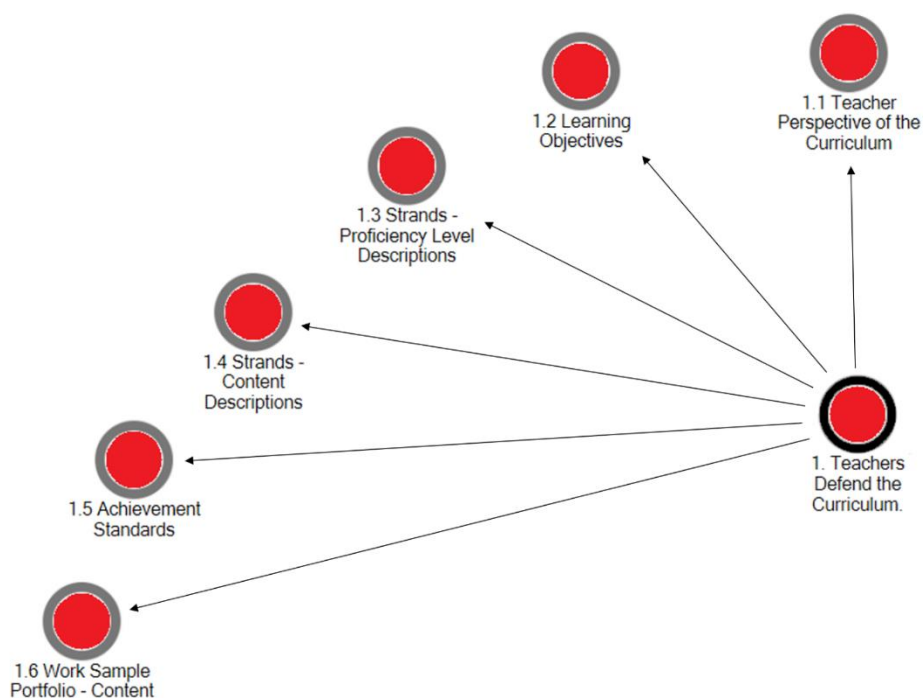 1.1 Teacher
Perspective of the
Curriculum
1.2 Learning
Objectives
1.3 Strands -
Proficiency Level
Descriptions
1.4 Strands -
Content
Descriptions
1.5 Achievement
Standards
1.6 Work Sample
Portfolio - Content
1. Teachers
Defend the
Curriculum.